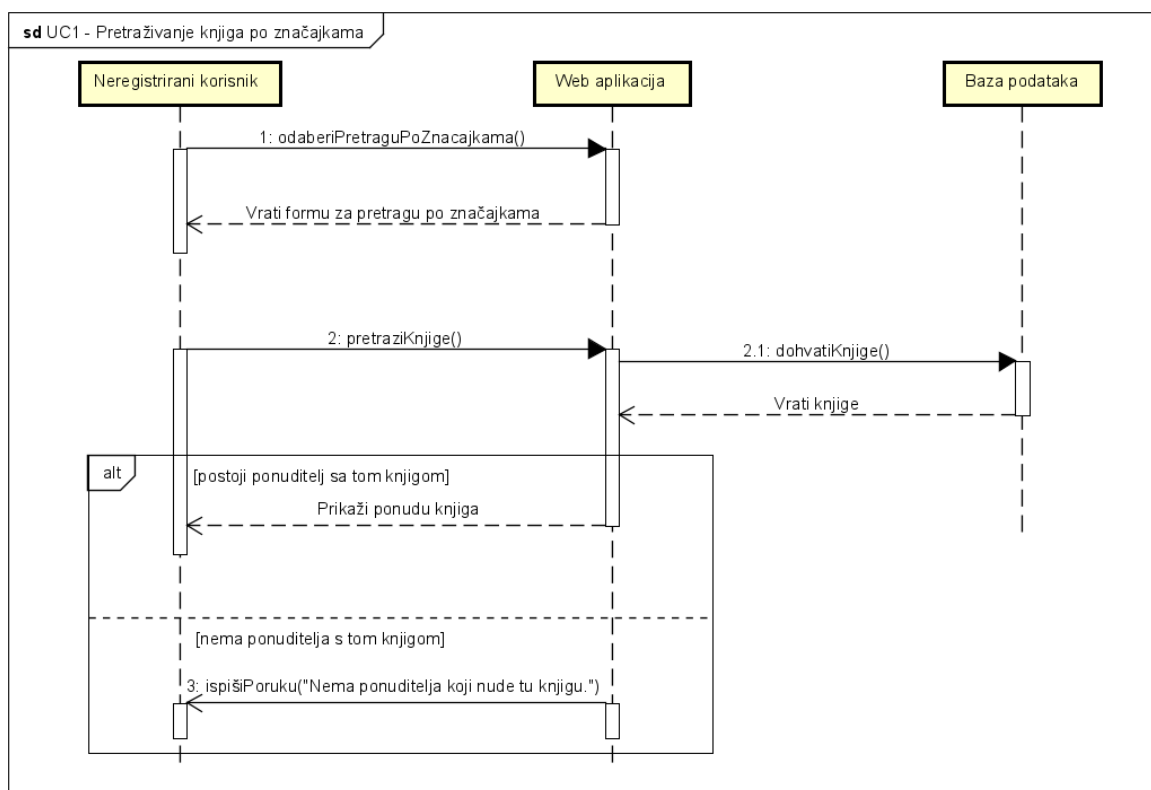 sd UC1 - Pretraživanje knjiga po značajkama
Neregistrirani korisnik
Web aplikacija
Baza podataka
1: odaberiPretraguPoZnacajkama()
Vrati formu za pretragu po značajkama
2: pretraziKnjige()
2.1: dohvatiKnjige()
Vrati knjige
alt
[postoji ponuditelj sa tom knjigom]
Prikaži ponudu knjiga
[nema ponuditelja s tom knjigom]
3: ispišiPoruku("Nema ponuditelja koji nude tu knjigu.")